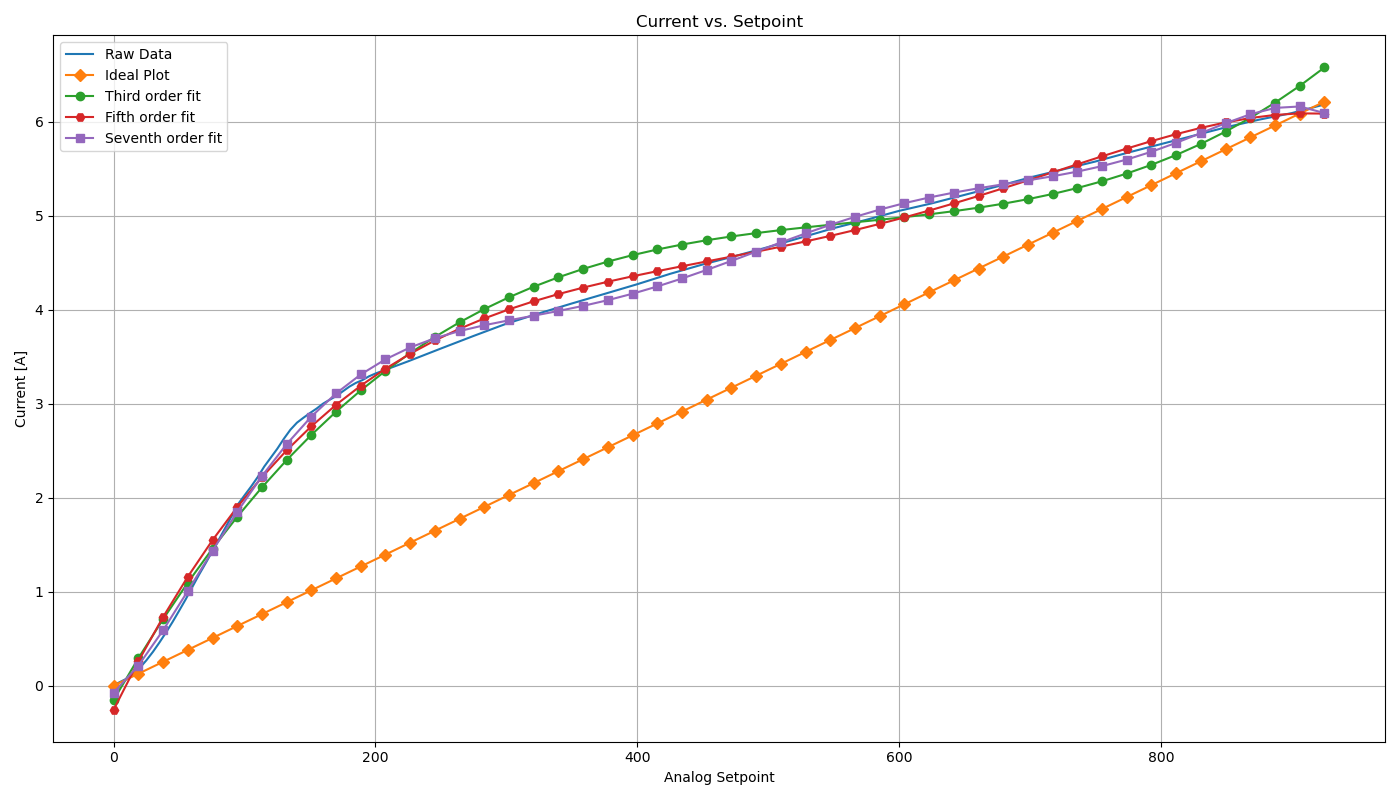 Current vs. Setpoint
Raw Data
Ideal Plot
Third order fit
Fifth order fit
Seventh order fit
Current [A]
6
5
4
3
2
1
0
0 200 400 600 800
Analog Setpoint